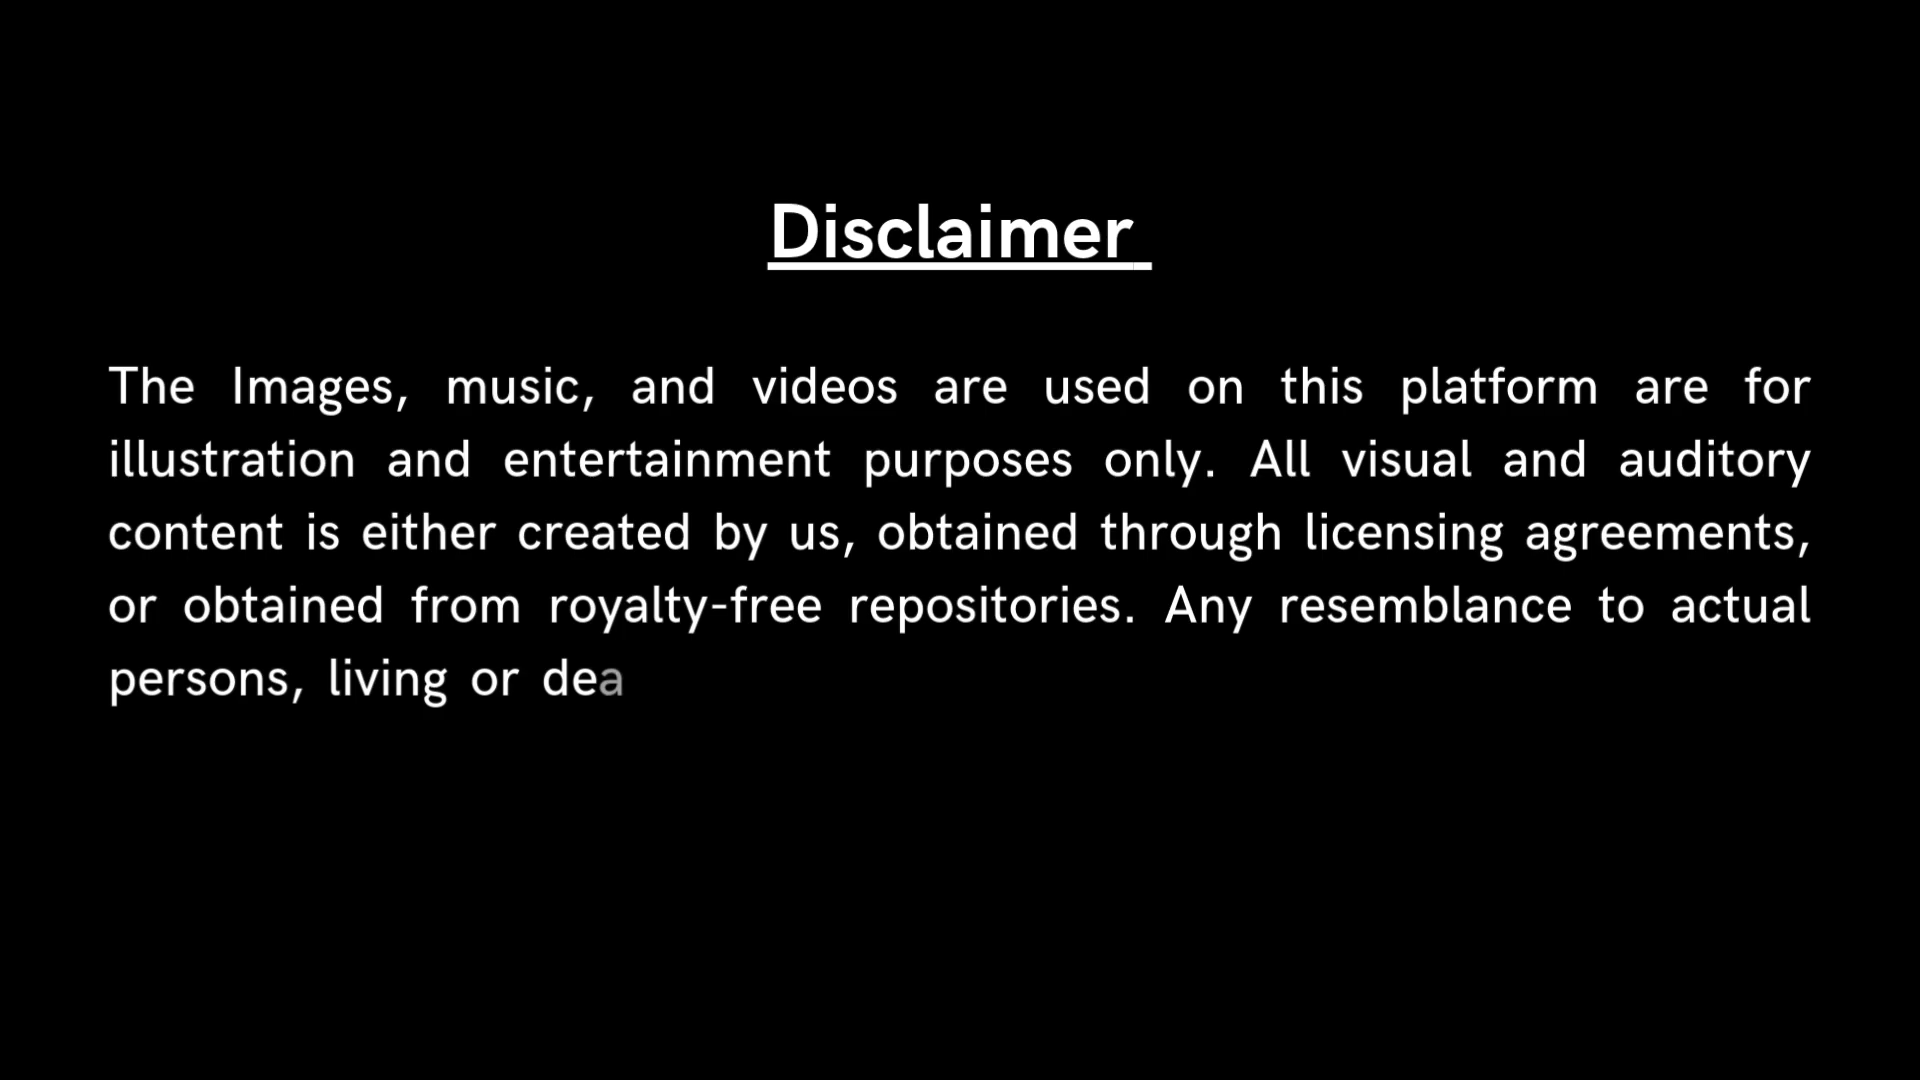 Disclaimer
The Images, music, and videos are used on this platform are for
illustration and entertainment purposes only. All visual and auditory
content is either created by us, obtained through licensing agreements,
or obtained from royalty-free repositories. Any resemblance to actual
persons, living or dea